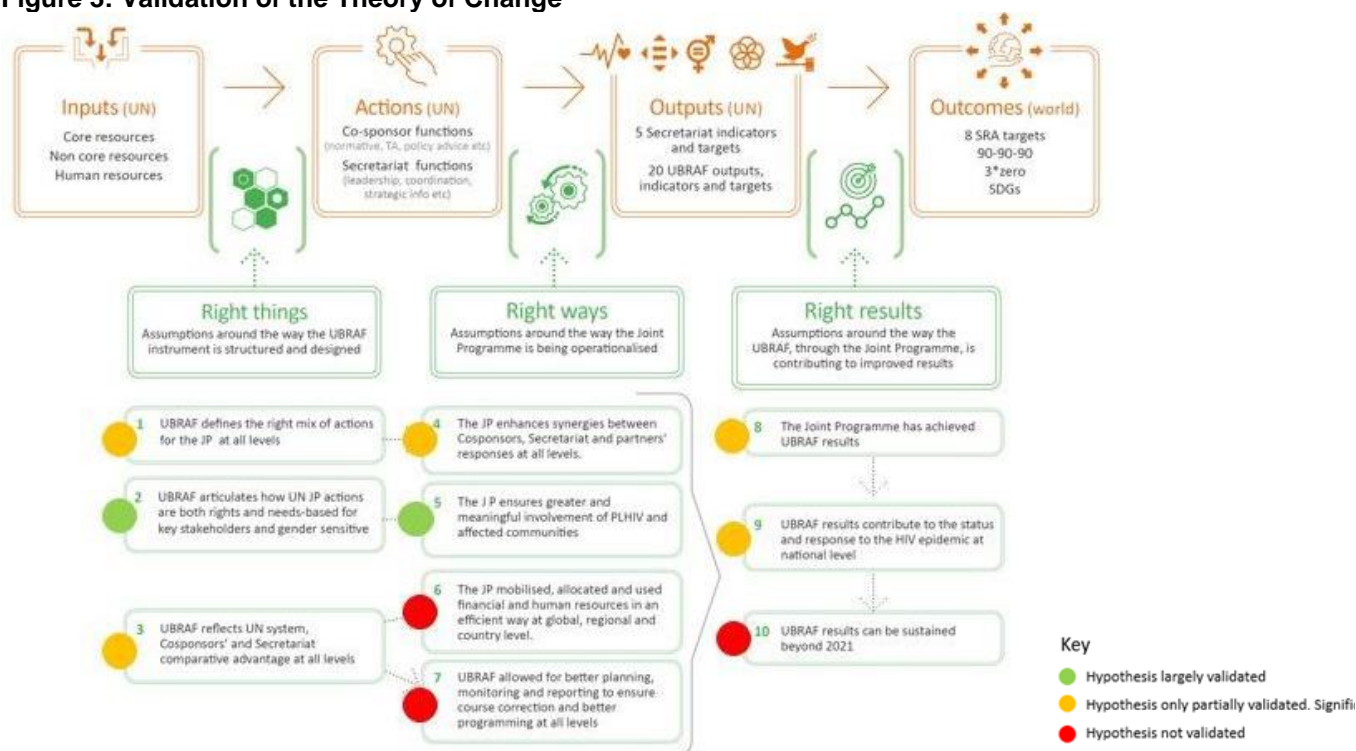 Figure 3: Validation of the Theory of Change
Inputs (UN)
Core resources
Non core resources
Human resources
Actions (UN)
Co-sponsor functions
(normative, TA, policy advice etc)
Secretariat functions
(leadership, coordination,
strategic info etc)
Outputs (UN)
5 Secretariat indicators
and targets
20 UBRAF outputs,
indicators and targets
Outcomes (world)
8 SRA targets
90-90-90
3*zero
SDGs
Right things
Assumptions around the way the UBRAF
instrument is structured and designed
Right ways
Assumptions around the way the Joint
Programme is being operationalised
Right results
Assumptions around the way the
UBRAF, through the Joint Programme, is
contributing to improved results
1 UBRAF defines the right mix of actions
for the JP at all levels
2 UBRAF articulates how UN JP actions
are both rights and needs-based for
key stakeholders and gender sensitive
3 UBRAF reflects UN system,
Cosponsors' and Secretariat
comparative advantage at all levels
4 The JP enhances synergies between
Cosponsors, Secretariat and partners'
responses at all levels.
5 The J P ensures greater and
meaningful involvement of PLHIV and
affected communities
6 The JP mobilised, allocated and used
financial and human resources in an
efficient way at global, regional and
country level.
7 UBRAF allowed for better planning,
monitoring and reporting to ensure
course correction and better
programming at all levels
8 The Joint Programme has achieved
UBRAF results
9 UBRAF results contribute to the status
and response to the HIV epidemic at
national level
10 UBRAF results can be sustained
beyond 2021
Key
Hypothesis largely validated
Hypothesis only partially validated. Signifi
Hypothesis not validated